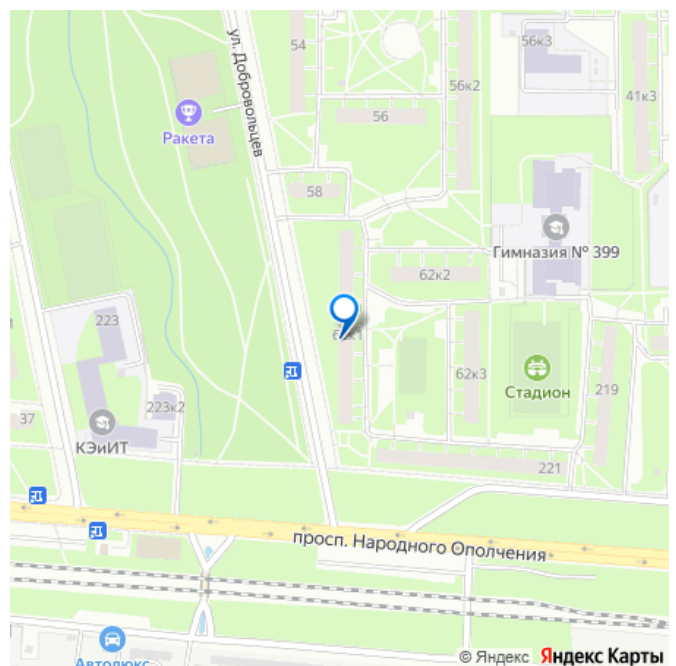 54
56к3
ул. Добровольцев
56к2
41к3
56
Ракета
58
Гимназия № 399
62к2
223
62к3
Стадион
219
223к2
37
КЭиИТ
221
просп. Народного Ополчения
Автолюкс
© Яндекс Яндекс Карты